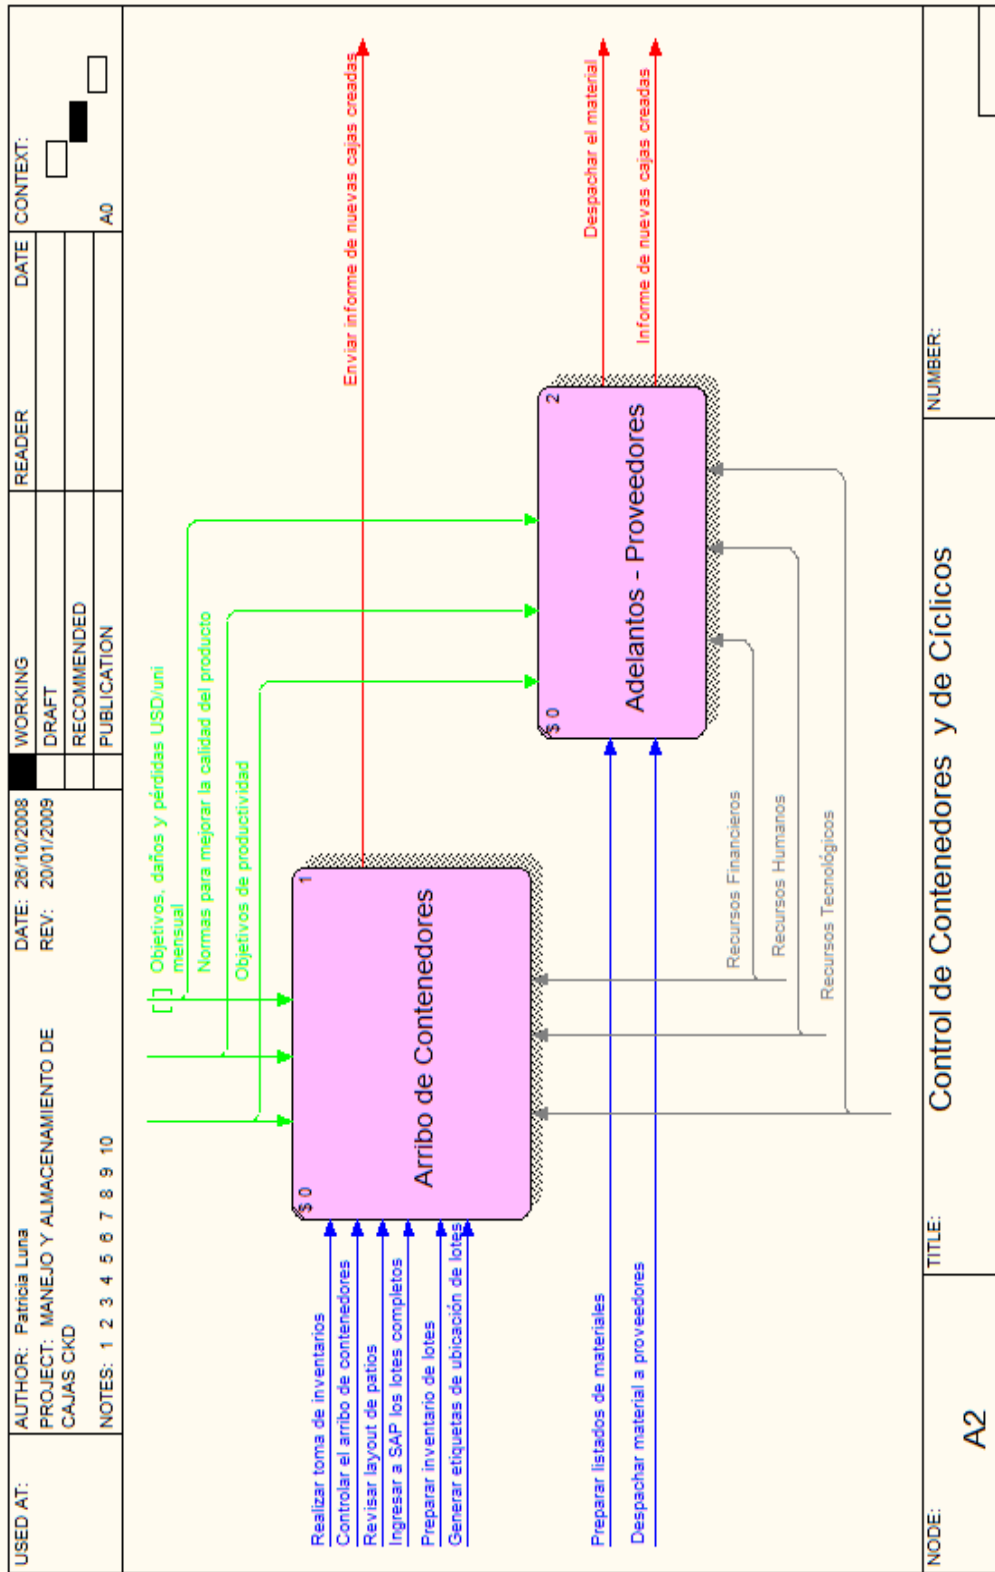 USED AT:
AUTHOR: Patricia Luna
PROJECT: MANEJO Y ALMACENAMIENTO DE
CAJAS CKD
NOTES: 1 2 3 4 5 6 7 8 9 10
DATE: 26/10/2008
REV: 20/01/2009
WORKING
DRAFT
RECOMMENDED
PUBLICATION
READER
DATE
CONTEXT:
A0
[ ] Objetivos, daños y pérdidas USD/uni
mensual
Normas para mejorar la calidad del producto
Objetivos de productividad
Realizar toma de inventarios
Controlar el arribo de contenedores
Revisar layout de patios
Ingresar a SAP los lotes completos
Preparar inventario de lotes
Generar etiquetas de ubicación de lotes
$ 0
1
Arribo de Contenedores
Enviar informe de nuevas cajas creadas
Preparar listados de materiales
Despachar material a proveedores
$ 0
2
Adelantos - Proveedores
Despachar el material
Informe de nuevas cajas creadas
Recursos Financieros
Recursos Humanos
Recursos Tecnológicos
NODE:
A2
TITLE:
Control de Contenedores y de Cíclicos
NUMBER: